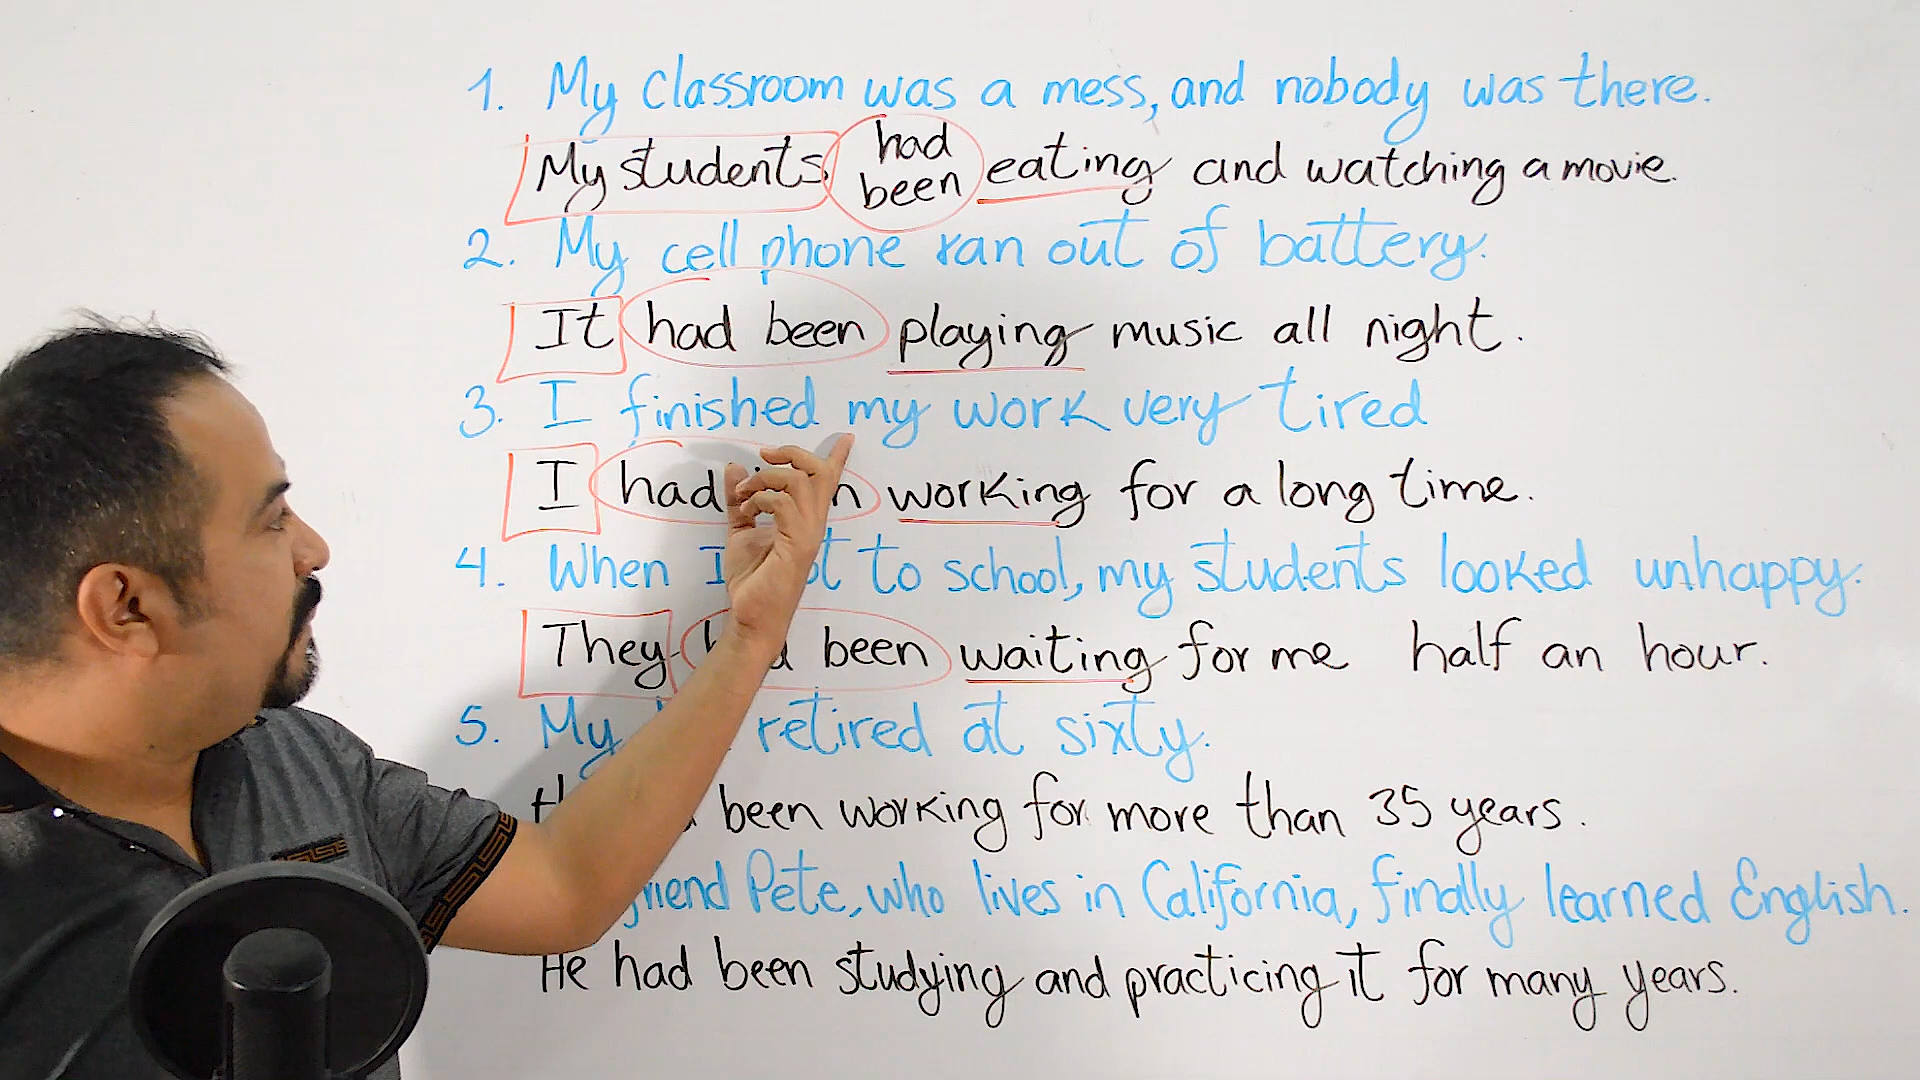 1. My classroom was a mess, and nobody was there.
My students had been eating and watching a movie.
2. My cell phone ran out of battery.
It had been playing music all night.
3. I finished my work very tired
I had working for a long time.
4. When I to school, my students looked unhappy.
They been waiting for me half an hour.
5. My retired at sixty.
been working for more than 35 years.
Pete, who lives in California, finally learned English.
He had been studying and practicing it for many years.